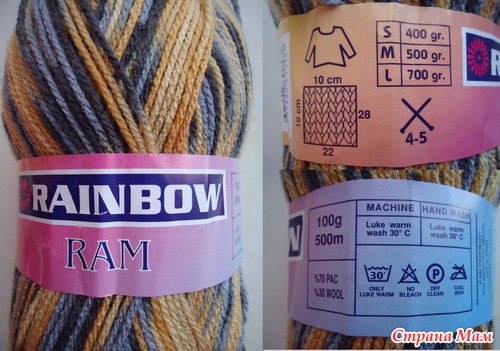 RAINBOW
RAM
S 400 gr.
M 500 gr.
L 700 gr.
10 cm
10 cm
28
22
4-5
R
W
100g
500m
%70 PAC
%30 WOOL
MACHINE HAND WASH
Luke warm wash 30° C Luke warm wash 30° C
30°
A
P
ONLY LUKE WARM
NO BLEACH
DRY CLEAN
COOL IRON
Страна Мам